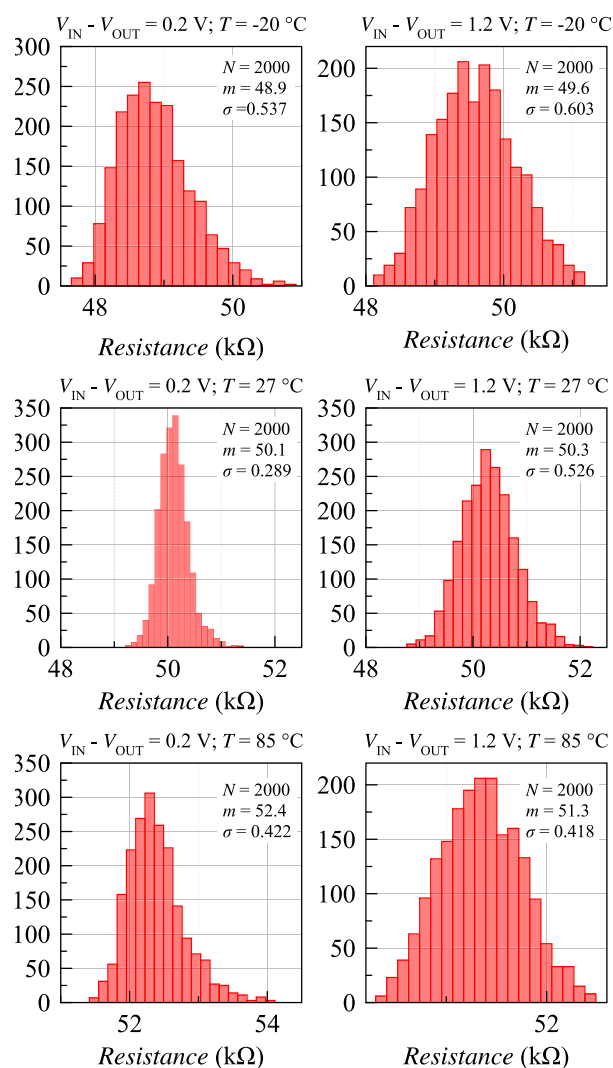 V_IN - V_OUT = 0.2 V; T = -20 °C
300
250
200
150
100
50
0
N = 2000
m = 48.9
σ =0.537
48 50
Resistance (kΩ)
V_IN - V_OUT = 1.2 V; T = -20 °C
200
150
100
50
0
N = 2000
m = 49.6
σ = 0.603
48 50
Resistance (kΩ)
V_IN - V_OUT = 0.2 V; T = 27 °C
350
300
250
200
150
100
50
0
N = 2000
m = 50.1
σ = 0.289
48 50 52
Resistance (kΩ)
V_IN - V_OUT = 1.2 V; T = 27 °C
350
300
250
200
150
100
50
0
N = 2000
m = 50.3
σ = 0.526
48 50 52
Resistance (kΩ)
V_IN - V_OUT = 0.2 V; T = 85 °C
350
300
250
200
150
100
50
0
N = 2000
m = 52.4
σ = 0.422
52 54
Resistance (kΩ)
V_IN - V_OUT = 1.2 V; T = 85 °C
200
150
100
50
0
N = 2000
m = 51.3
σ = 0.418
52
Resistance (kΩ)